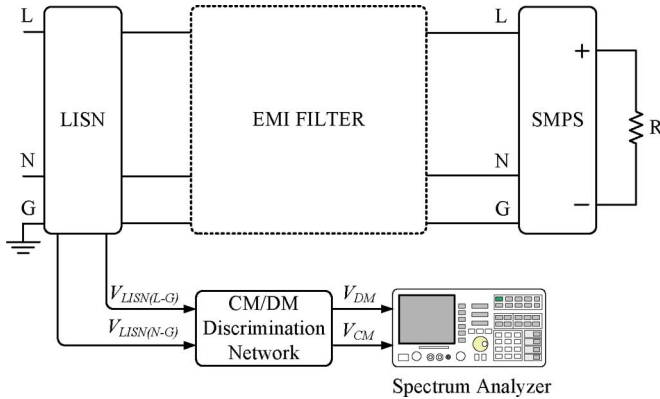 L
L
+
LISN
EMI FILTER
SMPS
R
N
N
G
G
−
V_LISN(L-G)
V_LISN(N-G)
CM/DM
Discrimination
Network
V_DM
V_CM
Spectrum Analyzer